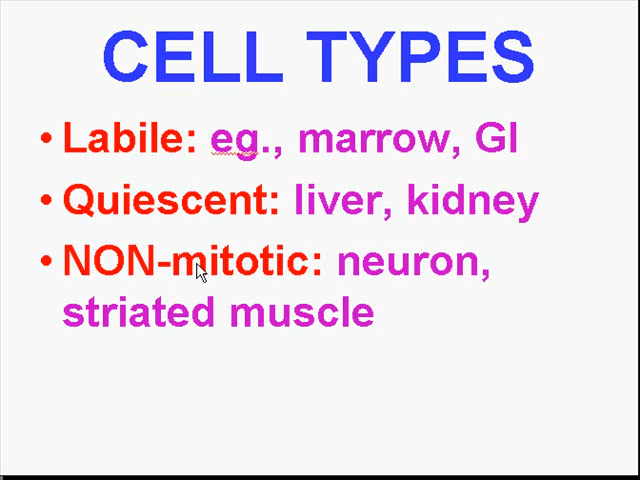 CELL TYPES
• Labile: eg., marrow, GI
• Quiescent: liver, kidney
• NON-mitotic: neuron,
striated muscle